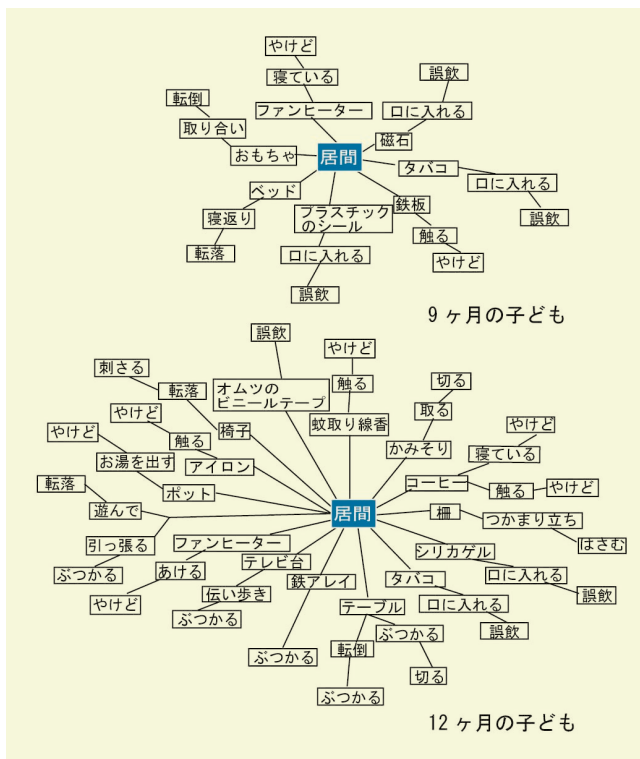 やけど
寝ている
ファンヒーター
誤飲
口に入れる
磁石
転倒
取り合い
おもちゃ
居間
タバコ
口に入れる
誤飲
ベッド
寝返り
転落
プラスチック
のシール
口に入れる
誤飲
鉄板
触る
やけど
9ヶ月の子ども
誤飲
オムツの
ビニールテープ
やけど
触る
蚊取り線香
切る
取る
かみそり
刺さる
転落
椅子
やけど
触る
アイロン
やけど
お湯を出す
ポット
転落
遊んで
引っ張る
ぶつかる
居間
やけど
寝ている
コーヒー
触る
やけど
柵
つかまり立ち
はさむ
シリカゲル
口に入れる
誤飲
ファンヒーター
あける
やけど
テレビ台
伝い歩き
ぶつかる
鉄アレイ
ぶつかる
テーブル
転倒
ぶつかる
ぶつかる
切る
タバコ
口に入れる
誤飲
12ヶ月の子ども